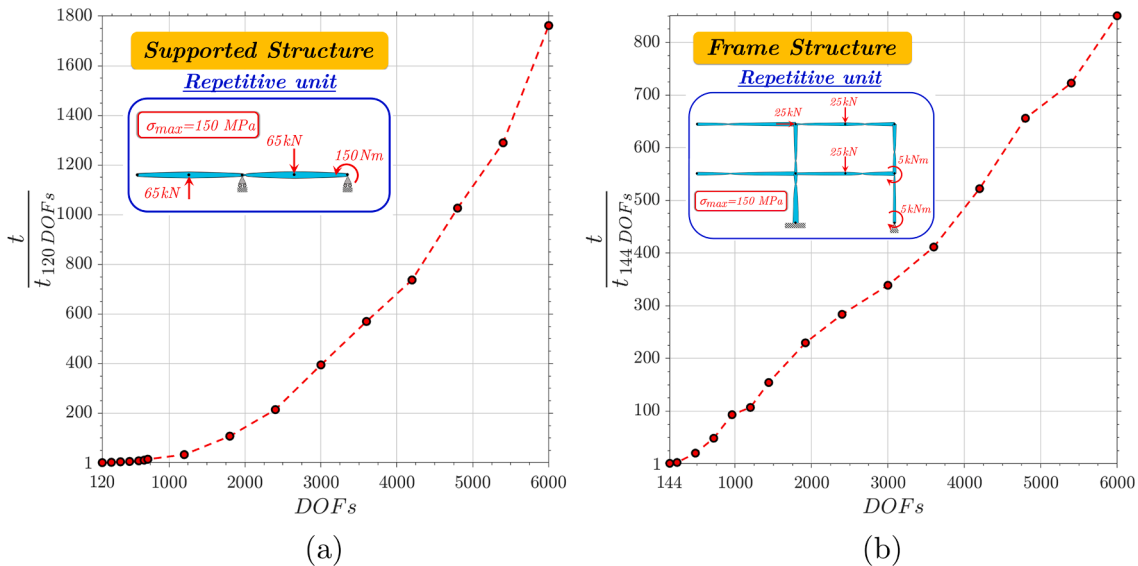 1800
1600
1400
1200
1000
800
600
400
200
1
t
t120 DOFs
Supported Structure
Repetitive unit
σmax=150 MPa
65kN
150Nm
65kN
120 1000 2000 3000 4000 5000 6000
DOFs
(a)
800
700
600
500
400
300
200
100
1
t
t144 DOFs
Frame Structure
Repetitive unit
25kN
25kN
25kN
5kNm
σmax=150 MPa
5kNm
144 1000 2000 3000 4000 5000 6000
DOFs
(b)